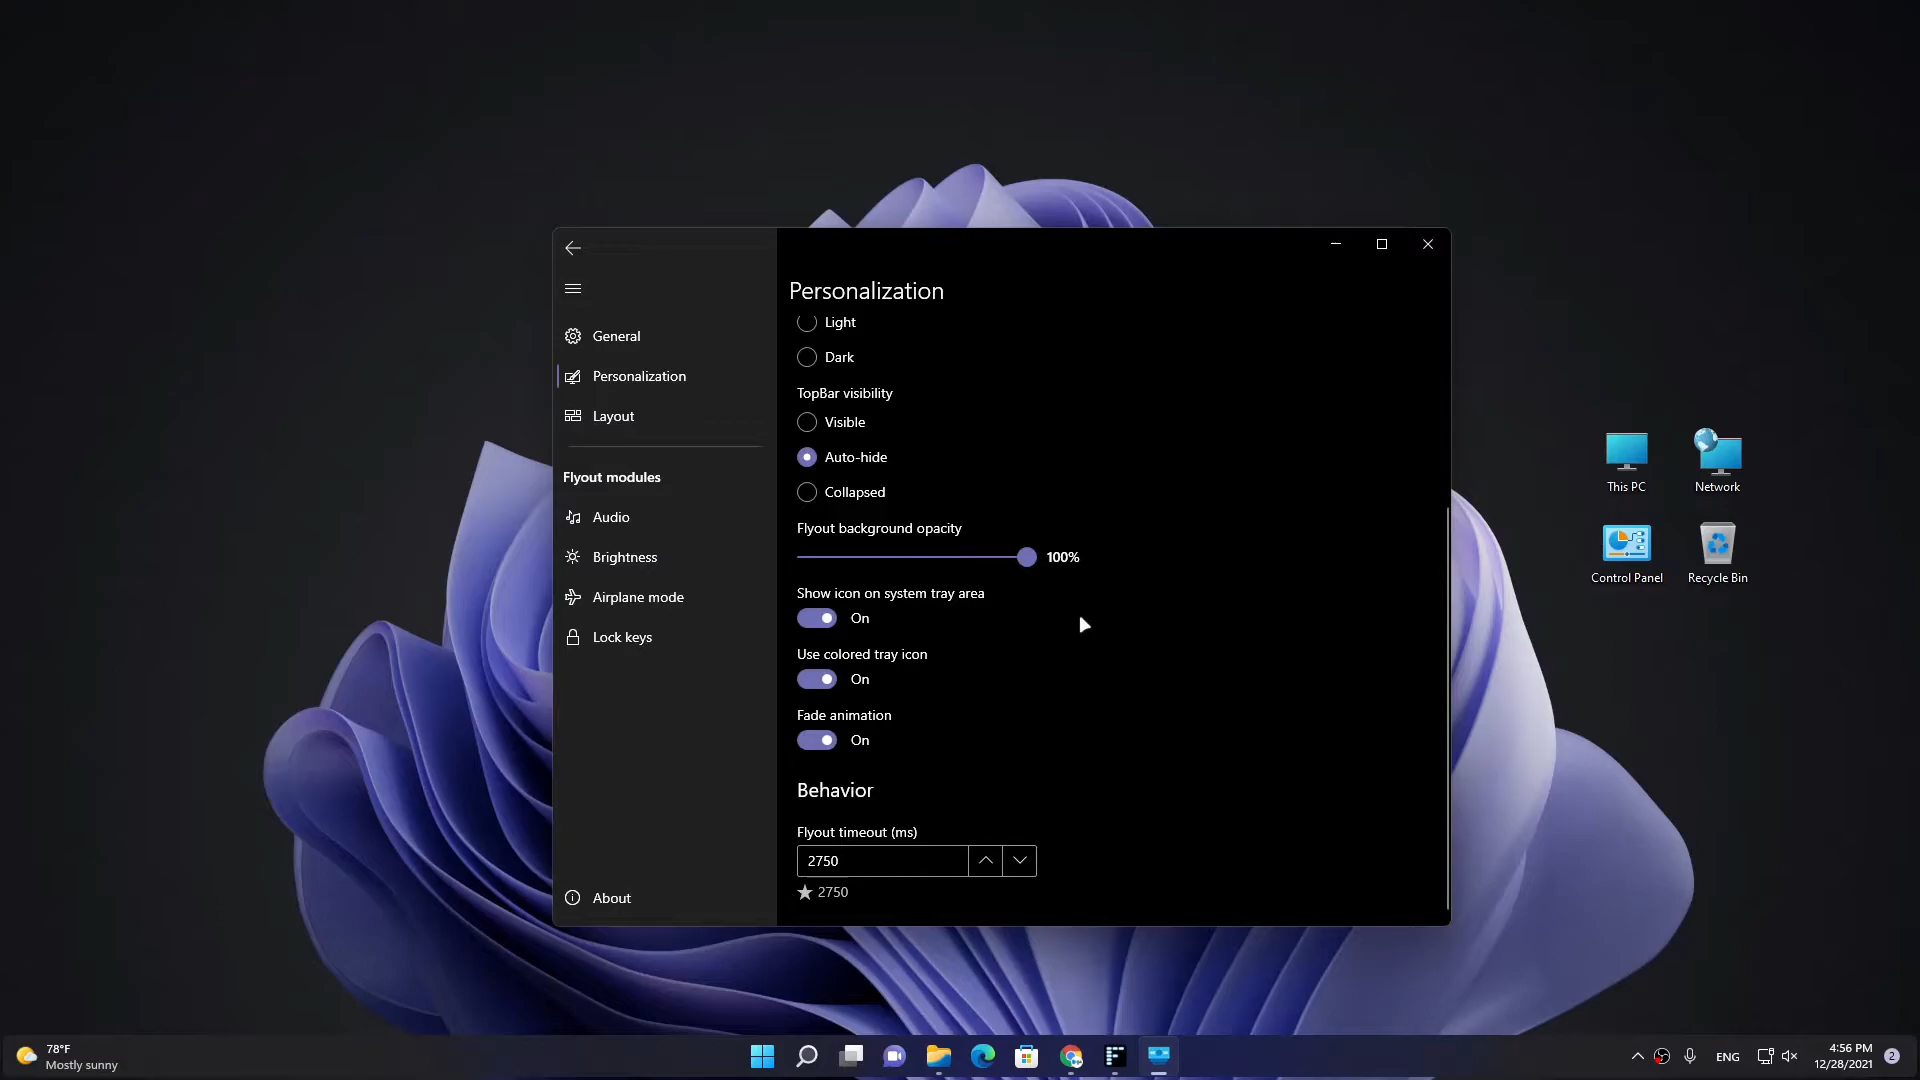 Personalization
General
Personalization
Layout
Flyout modules
Audio
Brightness
Airplane mode
Lock keys
About
Light
Dark
TopBar visibility
Visible
Auto-hide
Collapsed
Flyout background opacity
100%
Show icon on system tray area
On
Use colored tray icon
On
Fade animation
On
Behavior
Flyout timeout (ms)
2750
2750
This PC
Network
Control Panel
Recycle Bin
78°F
Mostly sunny
ENG
4:56 PM
12/28/2021
2